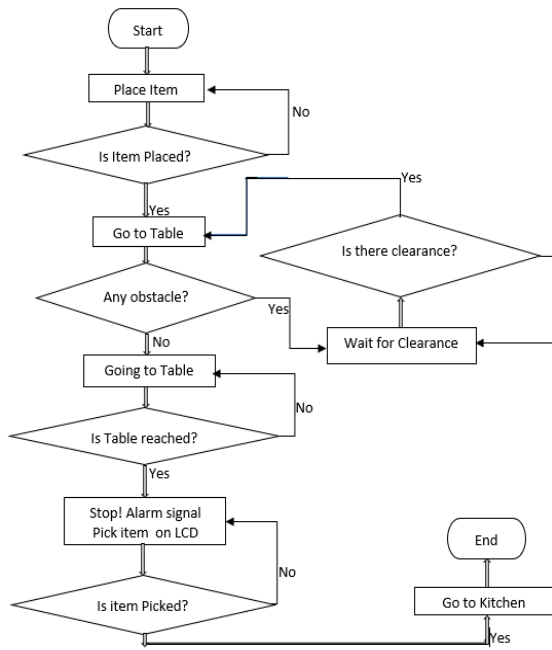 Start
Place Item
No
Is Item Placed?
Yes
Yes
Go to Table
Is there clearance?
Any obstacle?
Yes
No
Wait for Clearance
Going to Table
No
Is Table reached?
Yes
Stop! Alarm signal
Pick item on LCD
End
No
Is item Picked?
Go to Kitchen
Yes